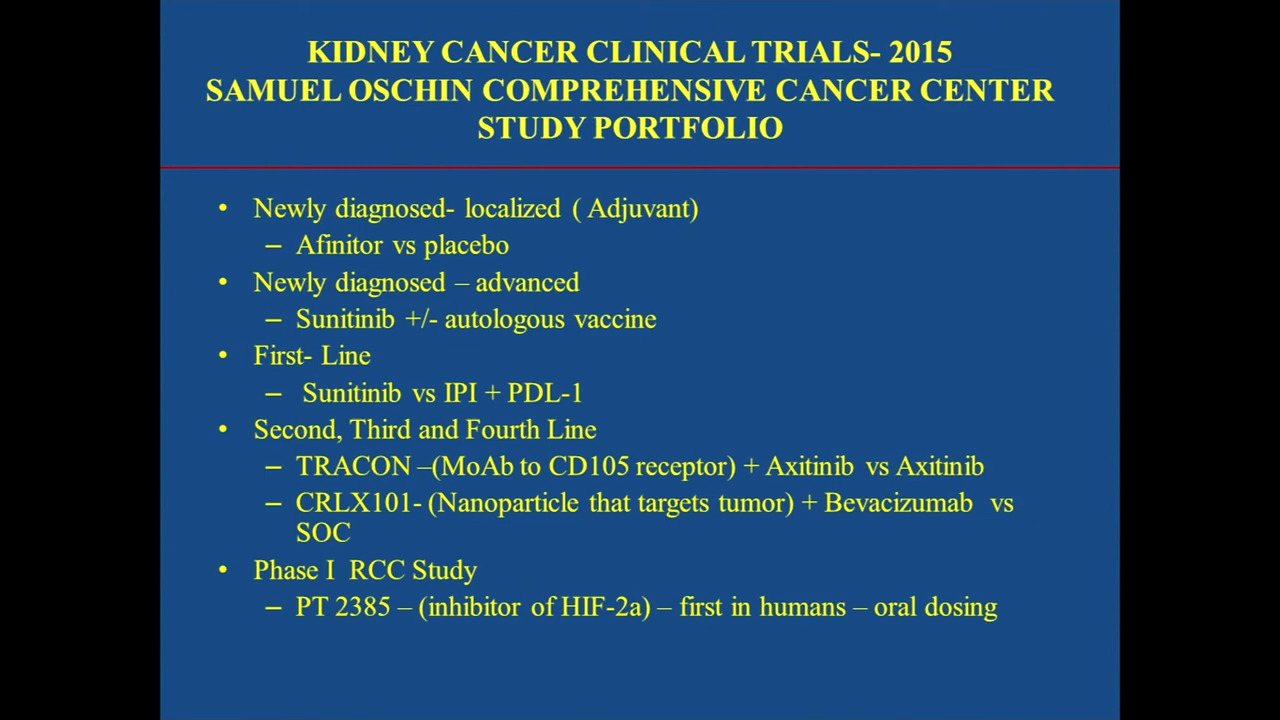 KIDNEY CANCER CLINICAL TRIALS- 2015
SAMUEL OSCHIN COMPREHENSIVE CANCER CENTER
STUDY PORTFOLIO
• Newly diagnosed- localized ( Adjuvant)
– Afinitor vs placebo
• Newly diagnosed – advanced
– Sunitinib +/- autologous vaccine
• First- Line
– Sunitinib vs IPI + PDL-1
• Second, Third and Fourth Line
– TRACON –(MoAb to CD105 receptor) + Axitinib vs Axitinib
– CRLX101- (Nanoparticle that targets tumor) + Bevacizumab vs
SOC
• Phase I RCC Study
– PT 2385 – (inhibitor of HIF-2a) – first in humans – oral dosing